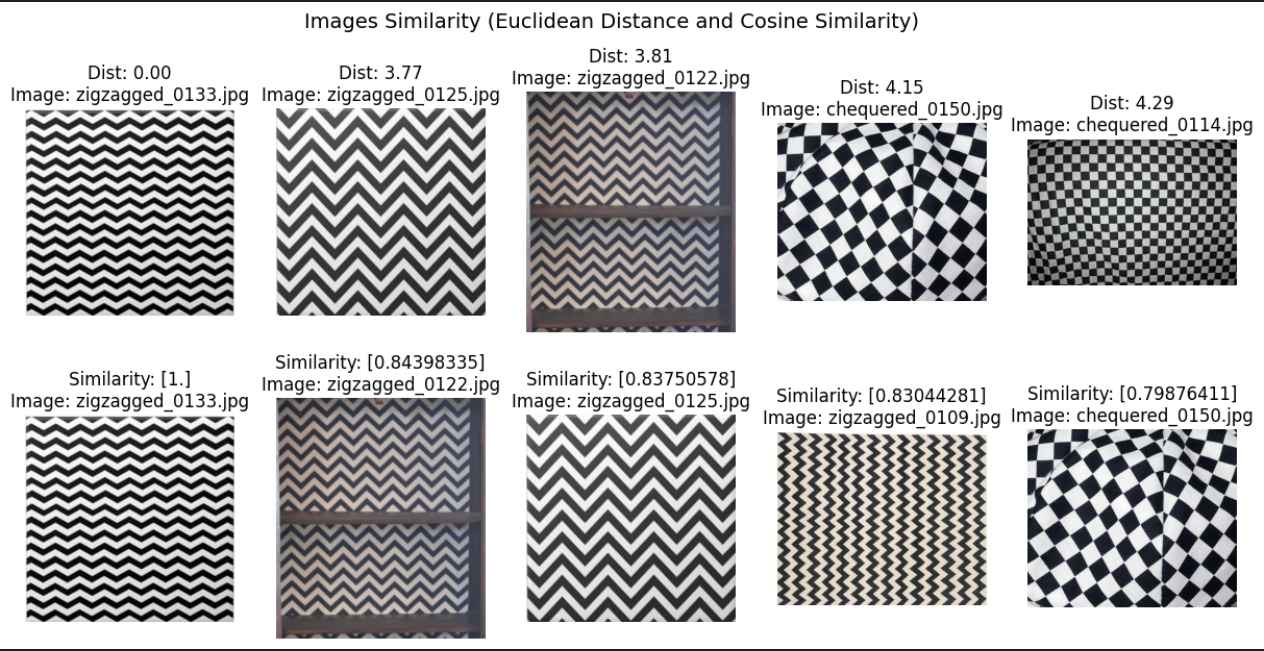 Images Similarity (Euclidean Distance and Cosine Similarity)
Dist: 0.00
Image: zigzagged_0133.jpg
Dist: 3.77
Image: zigzagged_0125.jpg
Dist: 3.81
Image: zigzagged_0122.jpg
Dist: 4.15
Image: chequered_0150.jpg
Dist: 4.29
Image: chequered_0114.jpg
Similarity: [1.]
Image: zigzagged_0133.jpg
Similarity: [0.84398335]
Image: zigzagged_0122.jpg
Similarity: [0.83750578]
Image: zigzagged_0125.jpg
Similarity: [0.83044281]
Image: zigzagged_0109.jpg
Similarity: [0.79876411]
Image: chequered_0150.jpg